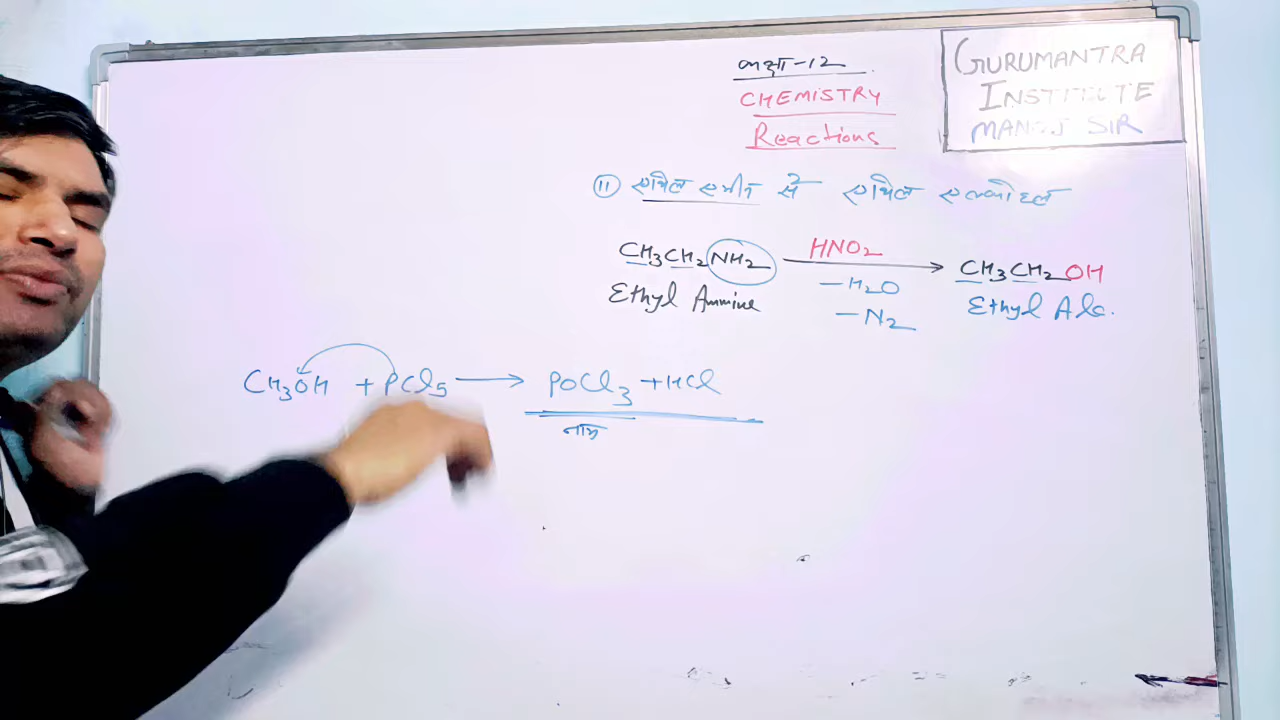 कक्षा-12
CHEMISTRY
Reactions
GURUMANTRA
INSTITUTE
MANOJ SIR
(11) एथिल एमीन से एथिल एल्कोहल
CH3CH2NH2 HNO2 → CH3CH2OH
-H2O
-N2
Ethyl Ammine Ethyl Alc.
CH3OH + PCl5 → POCl3 + HCl
नाम